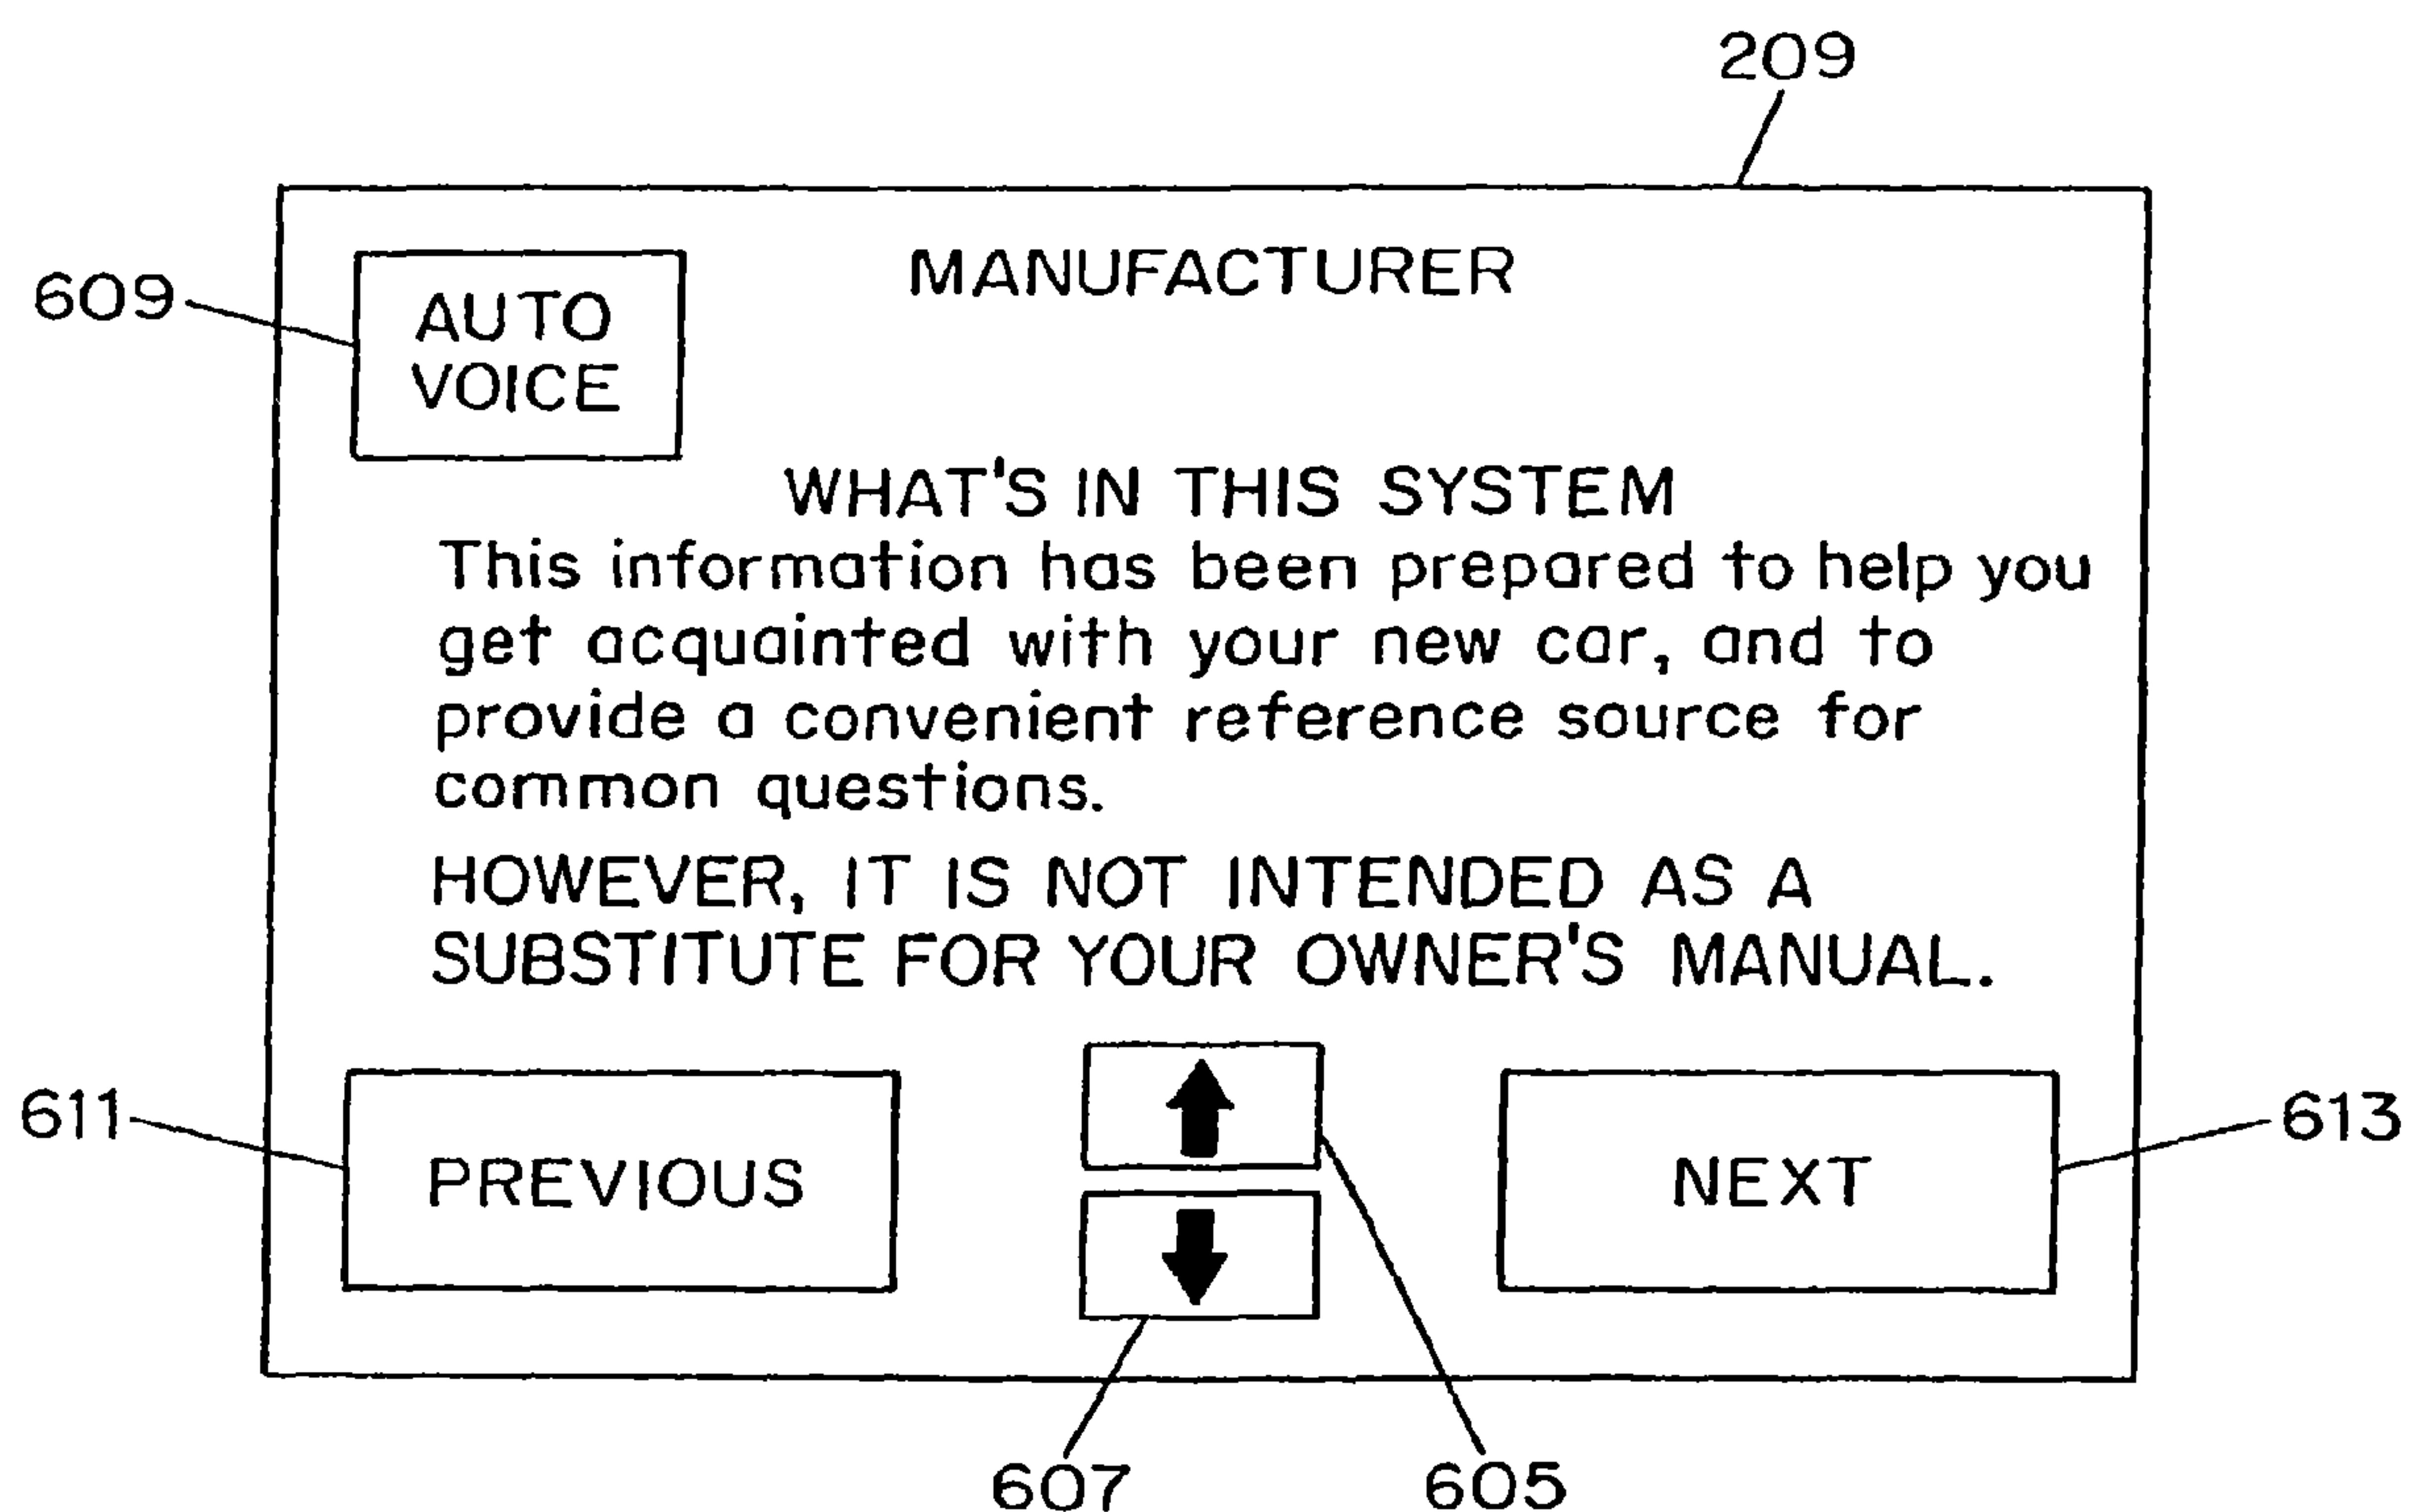 209
MANUFACTURER
609
AUTO
VOICE
WHAT'S IN THIS SYSTEM
This information has been prepared to help you
get acquainted with your new car, and to
provide a convenient reference source for
common questions.
HOWEVER, IT IS NOT INTENDED AS A
SUBSTITUTE FOR YOUR OWNER'S MANUAL.
611
PREVIOUS
NEXT
613
607
605